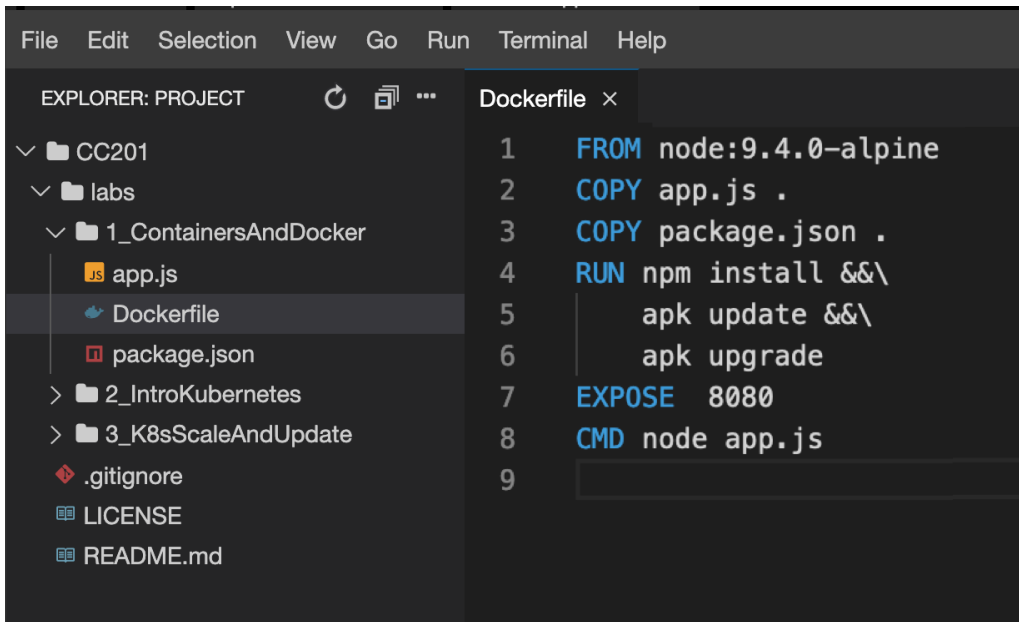 File Edit Selection View Go Run Terminal Help
EXPLORER: PROJECT
CC201
labs
1_ContainersAndDocker
JS app.js
Dockerfile
package.json
2_IntroKubernetes
3_K8sScaleAndUpdate
.gitignore
LICENSE
README.md
Dockerfile ×
1 FROM node:9.4.0-alpine
2 COPY app.js .
3 COPY package.json .
4 RUN npm install &&\
5 apk update &&\
6 apk upgrade
7 EXPOSE  8080
8 CMD node app.js
9